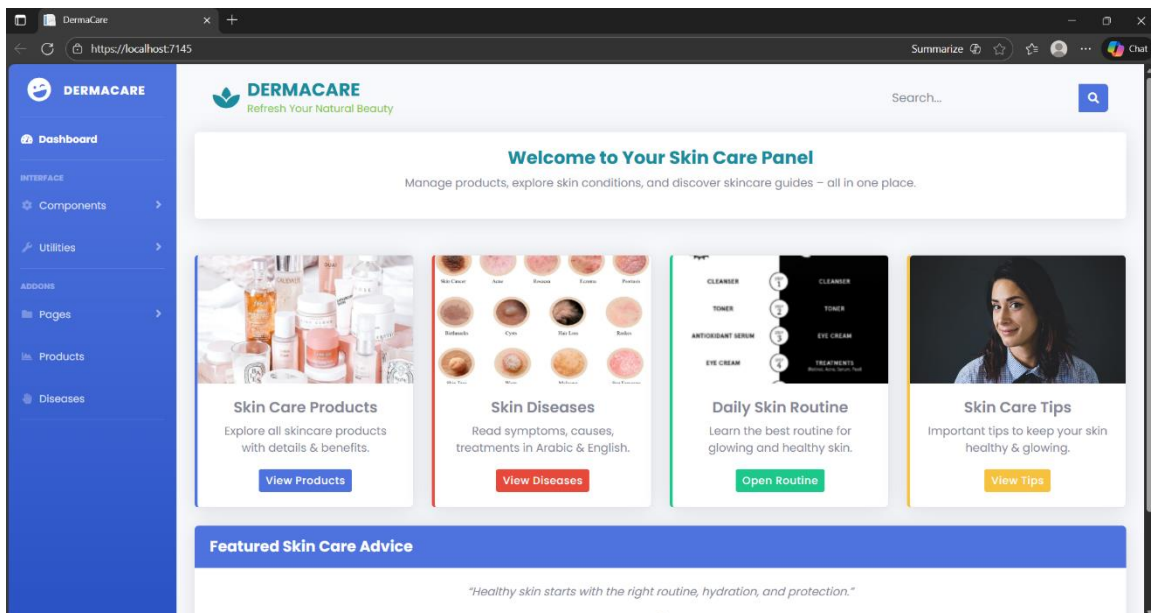 DermaCare
https://localhost:7145
Summarize
Chat
DERMACARE
Dashboard
INTERFACE
Components
Utilities
ADDONS
Pages
Products
Diseases
DERMACARE
Refresh Your Natural Beauty
Search...
Welcome to Your Skin Care Panel
Manage products, explore skin conditions, and discover skincare guides – all in one place.
Skin Cancer Acne Rosacea Eczema Psoriasis
Birthmarks Cysts Hair Loss
CLEANSER 1 CLEANSER
TONER 2 TONER
ANTIOXIDANT SERUM 3 EYE CREAM
EYE CREAM 4 TREATMENTS
Skin Care Products
Explore all skincare products
with details & benefits.
View Products
Skin Diseases
Read symptoms, causes,
treatments in Arabic & English.
View Diseases
Daily Skin Routine
Learn the best routine for
glowing and healthy skin.
Open Routine
Skin Care Tips
Important tips to keep your skin
healthy & glowing.
View Tips
Featured Skin Care Advice
"Healthy skin starts with the right routine, hydration, and protection."